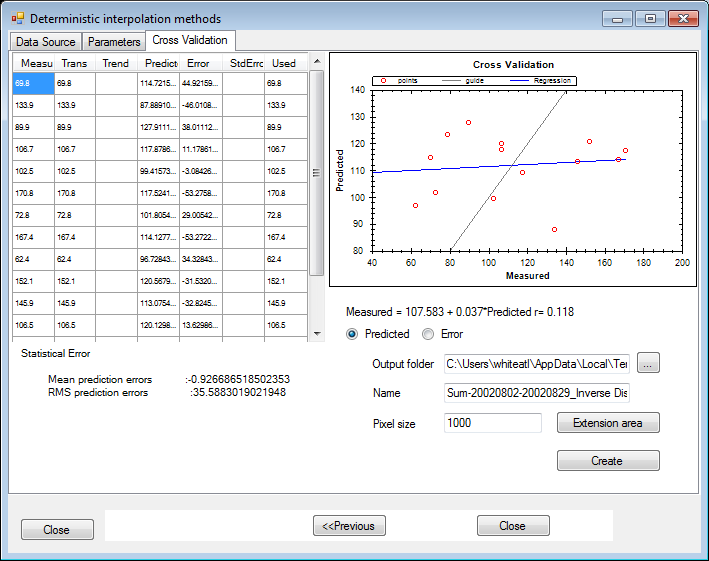 Deterministic interpolation methods
Data Source Parameters Cross Validation
Measu Trans Trend Predict Error StdErro Used
69.8 69.8 114.7215... 44.92159... 69.8
133.9 133.9 87.88910... -46.0108... 133.9
89.9 89.9 127.9111... 38.01112... 89.9
106.7 106.7 117.8786... 11.17861... 106.7
102.5 102.5 99.41573... -3.08426... 102.5
170.8 170.8 117.5241... -53.2758... 170.8
72.8 72.8 101.8054... 29.00542... 72.8
167.4 167.4 114.1277... -53.2722... 167.4
62.4 62.4 96.72843... 34.32843... 62.4
152.1 152.1 120.5679... -31.5320... 152.1
145.9 145.9 113.0754... -32.8245... 145.9
106.5 106.5 120.1298... 13.62986... 106.5
Statistical Error
Mean prediction errors :-0.926686518502353
RMS prediction errors :35.5883019021948
Cross Validation
points guide Regression
140
130
120
110
100
90
80
Predicted
40 60 80 100 120 140 160 180 200
Measured
Measured = 107.583 + 0.037*Predicted r= 0.118
Predicted Error
Output folder C:\Users\whiteatl\AppData\Local\Te ...
Name Sum-20020802-20020829_Inverse Dis
Pixel size 1000 Extension area
Create
Close <<Previous Close